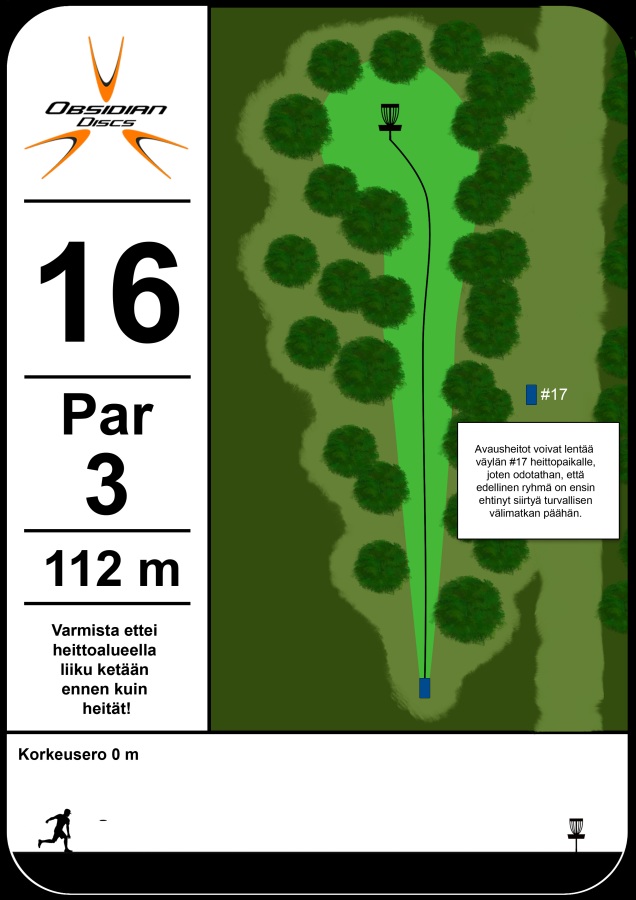 OBSIDIAN
DISCS
16
Par
3
112 m
Varmista ettei
heittoalueella
liiku ketään
ennen kuin
heität!
#17
Avausheitot voivat lentää
väylän #17 heittopaikalle,
joten odotathan, että
edellinen ryhmä on ensin
ehtinyt siirtyä turvallisen
välimatkan päähän.
Korkeusero 0 m